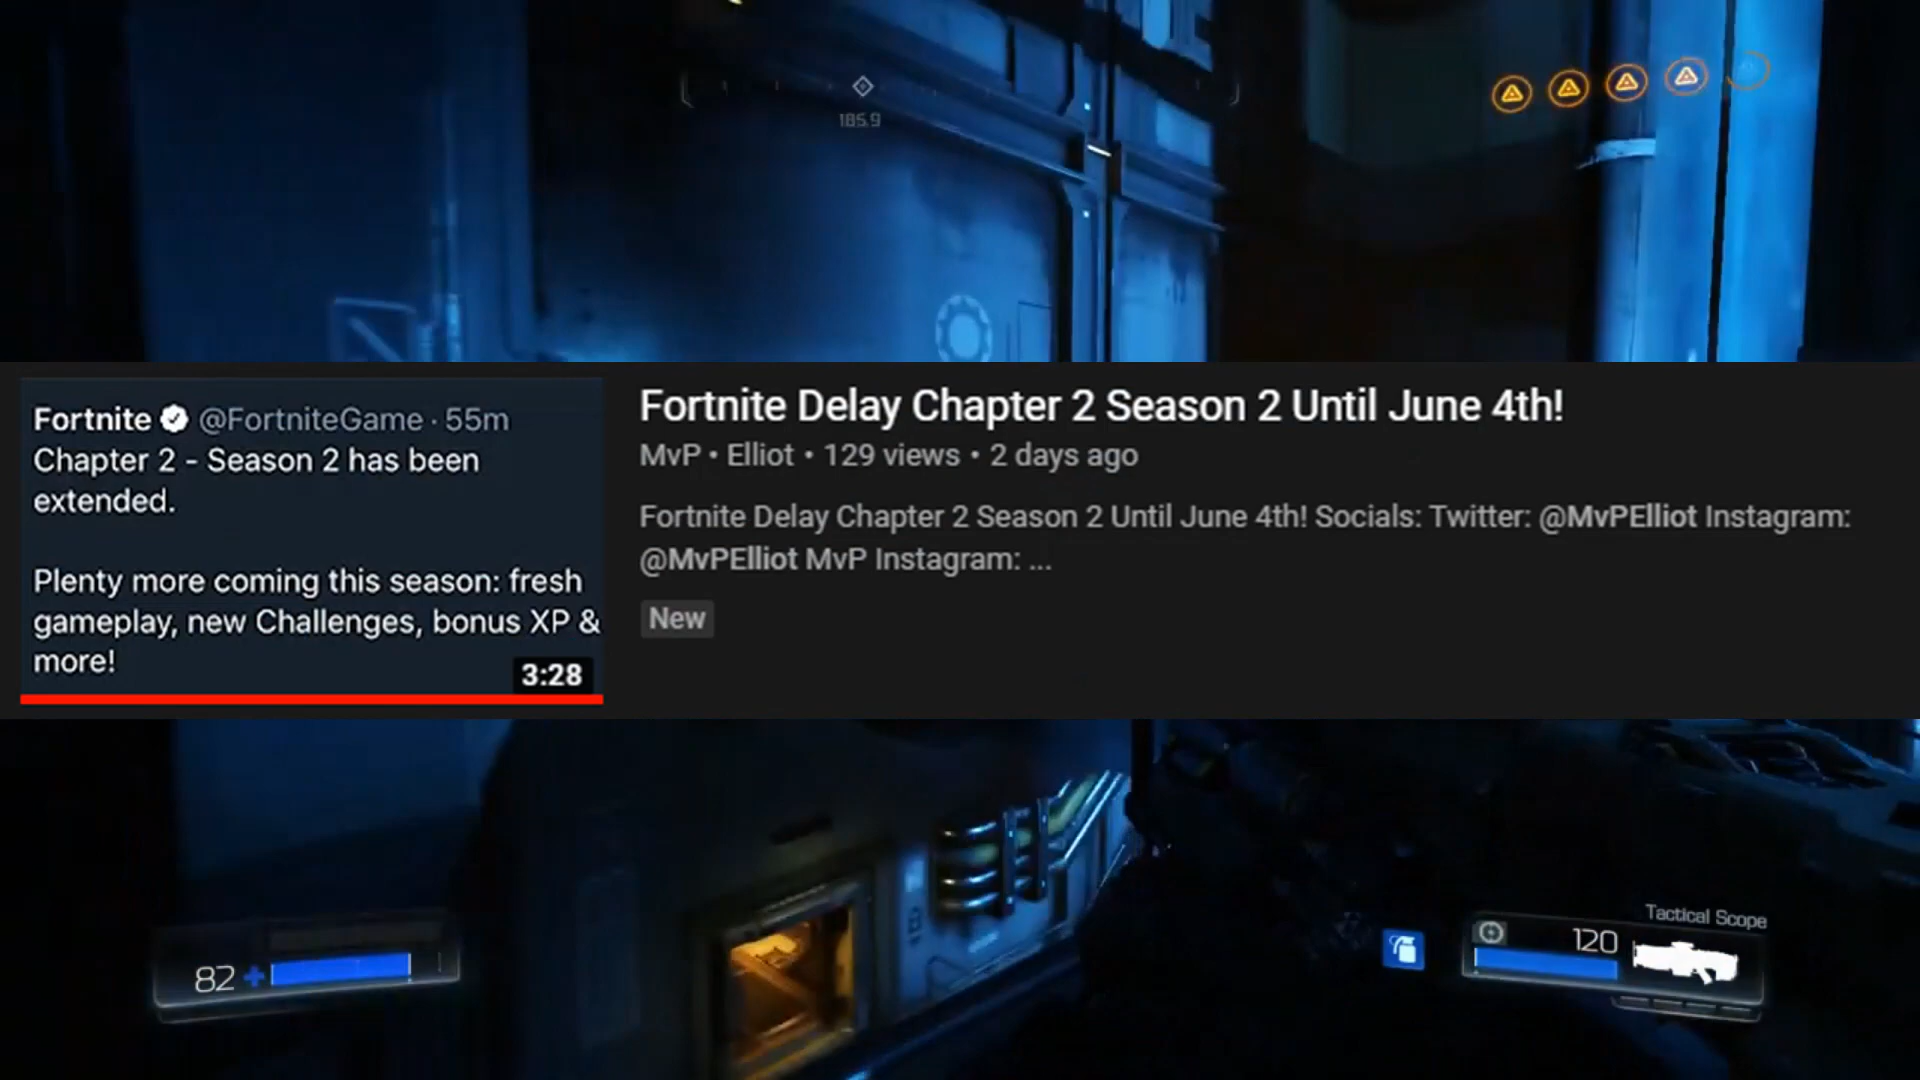 185.9
Fortnite @FortniteGame · 55m
Chapter 2 - Season 2 has been
extended.
Plenty more coming this season: fresh
gameplay, new Challenges, bonus XP &
more!
3:28
Fortnite Delay Chapter 2 Season 2 Until June 4th!
MvP • Elliot • 129 views • 2 days ago
Fortnite Delay Chapter 2 Season 2 Until June 4th! Socials: Twitter: @MvPElliot Instagram:
@MvPElliot MvP Instagram: ...
New
82
Tactical Scope
120